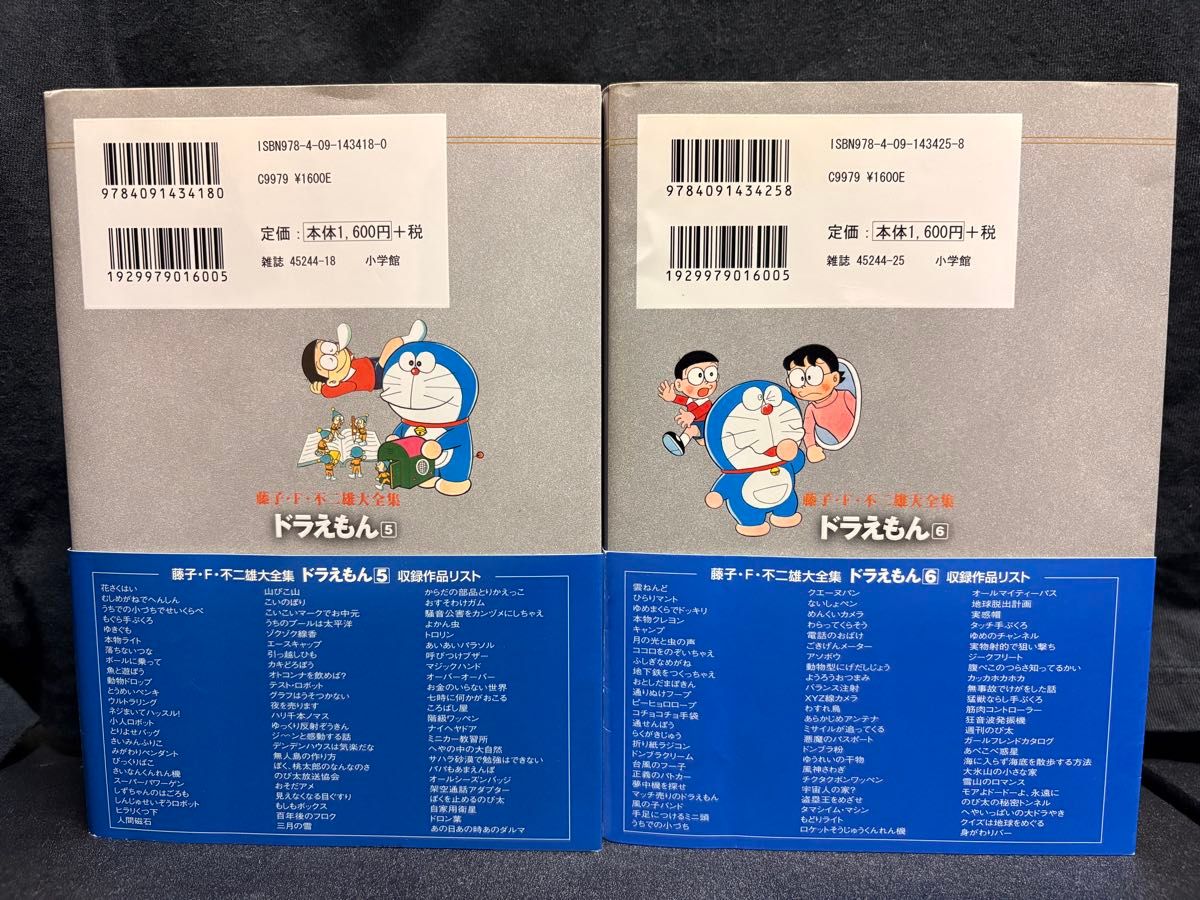 ISBN978-4-09-143418-0
9784091434180
C9979 ¥1600E
定価：本体1,600円+税
雑誌 45244-18 小学館
1929979016005
藤子・F・不二雄大全集
ドラえもん 5
藤子・F・不二雄大全集 ドラえもん 5 収録作品リスト
花さくはい
むしめがねでへんしん
うちでの小づちでせいくらべ
もぐら手ぶくろ
ゆきぐも
本物ライト
落ちないつな
ボールに乗って
魚と遊ぼう
動物ドロップ
とうめいペンキ
ウルトラリング
ネジまいてハッスル!
小人ロボット
とりよせバッグ
さいみんふりこ
みがわりペンダント
びっくりばこ
さいなんくんれん機
スーパーパワーゲン
しずちゃんのはごろも
しんじゅせいぞうロボット
ヒラリくつ下
人間磁石
山びこ山
こいのぼり
こいこいマークでお中元
うちのプールは太平洋
ゾクゾク線香
エースキャップ
引っ越しひも
カキどろぼう
オトコンナを飲めば?
テスト・ロボット
グラフはうそつかない
夜を売ります
ハリ千本ノマス
ゆっくり反射ぞうきん
ジ～ンと感動する話
デンデンハウスは気楽だな
無人島の作り方
ぼく、桃太郎のなんなのさ
のび太放送協会
おそだアメ
見えなくなる目ぐすり
もしもボックス
百年後のフロク
三月の雪
からだの部品とりかえっこ
おすそわけガム
騒音公害をカンヅメにしちゃえ
よかん虫
トロリン
あいあいパラソル
呼びつけブザー
マジックハンド
オーバーオーバー
お金のいらない世界
七時に何かがおこる
ころばし屋
階級ワッペン
ナイヘヤドア
ミニカー教習所
へやの中の大自然
サハラ砂漠で勉強はできない
パパもあまえんぼ
オールシーズンバッジ
架空通話アダプター
ぼくを止めるのび太
自家用衛星
ドロン葉
あの日あの時あのダルマ
ISBN978-4-09-143425-8
9784091434258
C9979 ¥1600E
定価：本体1,600円+税
雑誌 45244-25 小学館
1929979016005
藤子・F・不二雄大全集
ドラえもん 6
藤子・F・不二雄大全集 ドラえもん 6 収録作品リスト
雲ねんど
ひらりマント
ゆめまくらでドッキリ
本物クレヨン
キャンプ
月の光と虫の声
ココロをのぞいちゃえ
ふしぎなめがね
地下鉄をつくっちゃえ
おとしだまぼきん
通りぬけフープ
ピーヒョロロープ
コチョコチョ手袋
通せんぼう
らくがきじゅう
折り紙ラジコン
ドンブラクリーム
台風のフー子
正義のパトカー
夢中機を探せ
マッチ売りのドラえもん
風の子バンド
手足につけるミニ頭
うちでの小づち
クエーヌパン
ないしょペン
めんくいカメラ
わらってくらそう
電話のおばけ
ごきげんメーター
アソボウ
動物型にげだしじょう
ようろうおつまみ
バランス注射
XYZ線カメラ
わすれ鳥
あらかじめアンテナ
ミサイルが追ってくる
悪魔のパスポート
ドンブラ粉
ゆうれいの干物
風神さわぎ
チクタクボンワッペン
宇宙人の家?
盗塁王をめざせ
タマシイム・マシン
もどりライト
ロケットそうじゅうくんれん機
オールマイティーパス
地球脱出計画
実感帽
タッチ手ぶくろ
ゆめのチャンネル
実物射的で狙い撃ち
ジークフリート
腹ぺこのつらさ知ってるかい
カッカホカホカ
無事故でけがをした話
猛獣ならし手ぶくろ
筋肉コントローラー
狂音波発振機
週刊のび太
ガールフレンドカタログ
あべこべ惑星
海に入らず海底を散歩する方法
大氷山の小さな家
雪山のロマンス
モアよドードーよ、永遠に
のび太の秘密トンネル
へやいっぱいの大ドラやき
クイズは地球をめぐる
身がわりバー